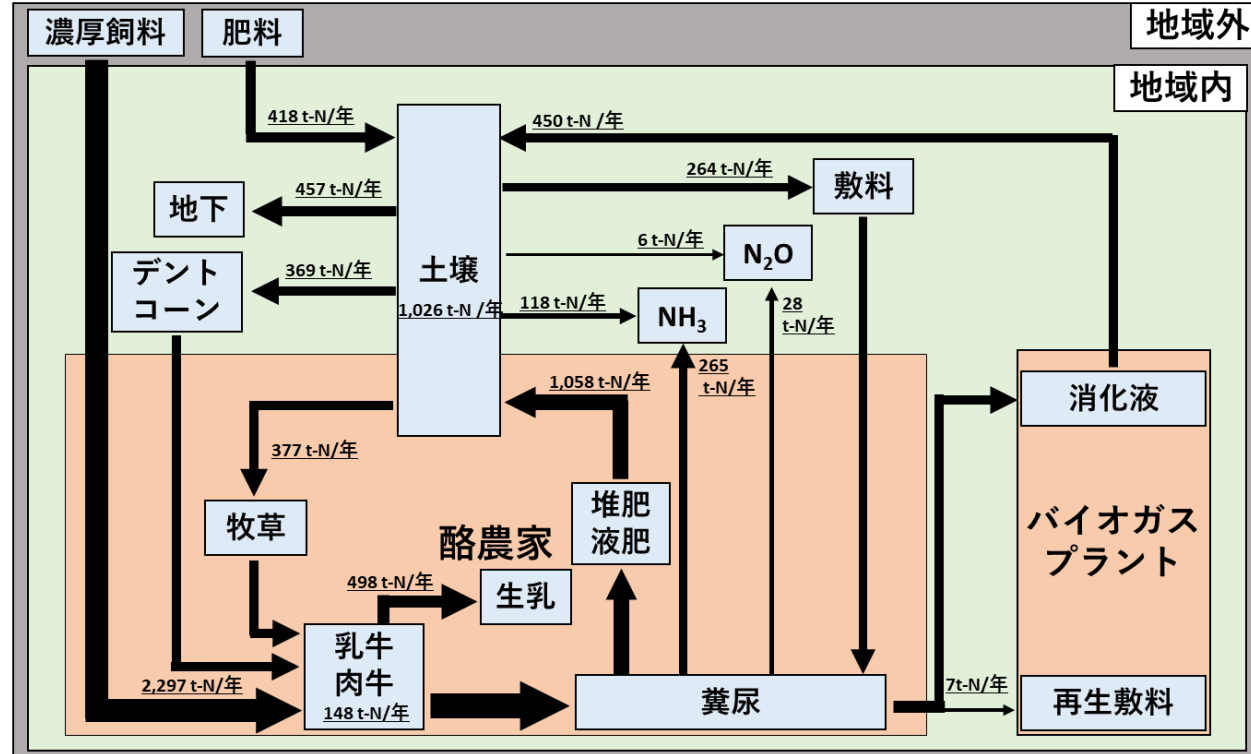 濃厚飼料
肥料
地域外
地域内
418 t-N/年
450 t-N /年
264 t-N/年
敷料
457 t-N/年
地下
6 t-N/年
N₂O
デント
コーン
369 t-N/年
土壌
1,026 t-N /年
118 t-N/年
NH₃
28
t-N/年
265
t-N/年
1,058 t-N/年
消化液
377 t-N/年
牧草
堆肥
液肥
酪農家
バイオガス
プラント
498 t-N/年
生乳
乳牛
肉牛
148 t-N/年
2,297 t-N/年
糞尿
7t-N/年
再生敷料